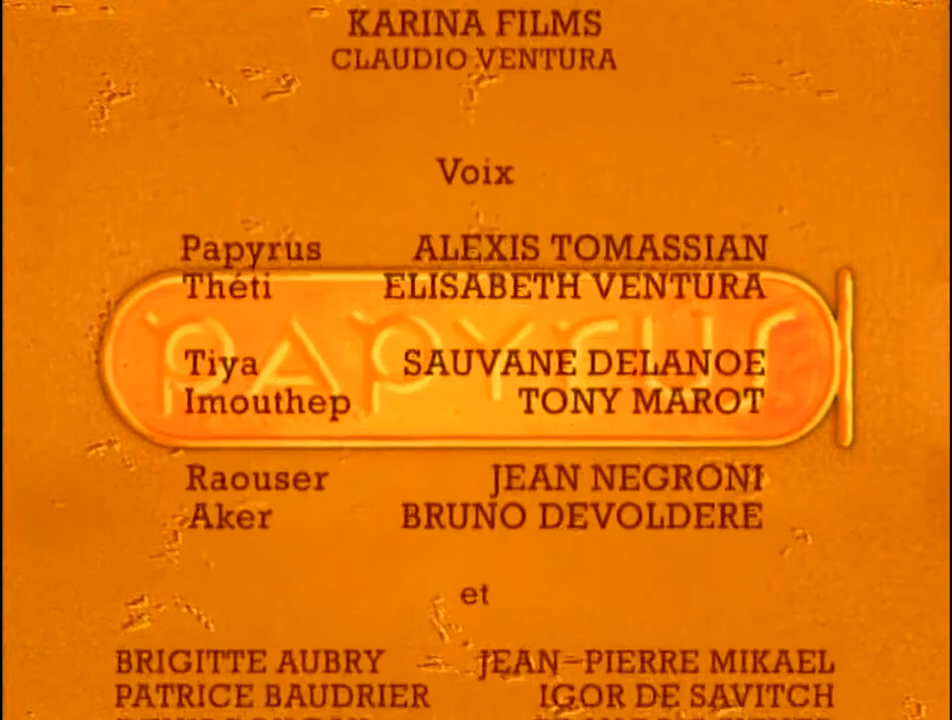 KARINA FILMS
CLAUDIO VENTURA
Voix
Papyrus ALEXIS TOMASSIAN
Théti ELISABETH VENTURA
PAPYRUS
Tiya SAUVANE DELANOE
Imouthep TONY MAROT
Raouser JEAN NEGRONI
Aker BRUNO DEVOLDERE
et
BRIGITTE AUBRY JEAN-PIERRE MIKAEL
PATRICE BAUDRIER IGOR DE SAVITCH